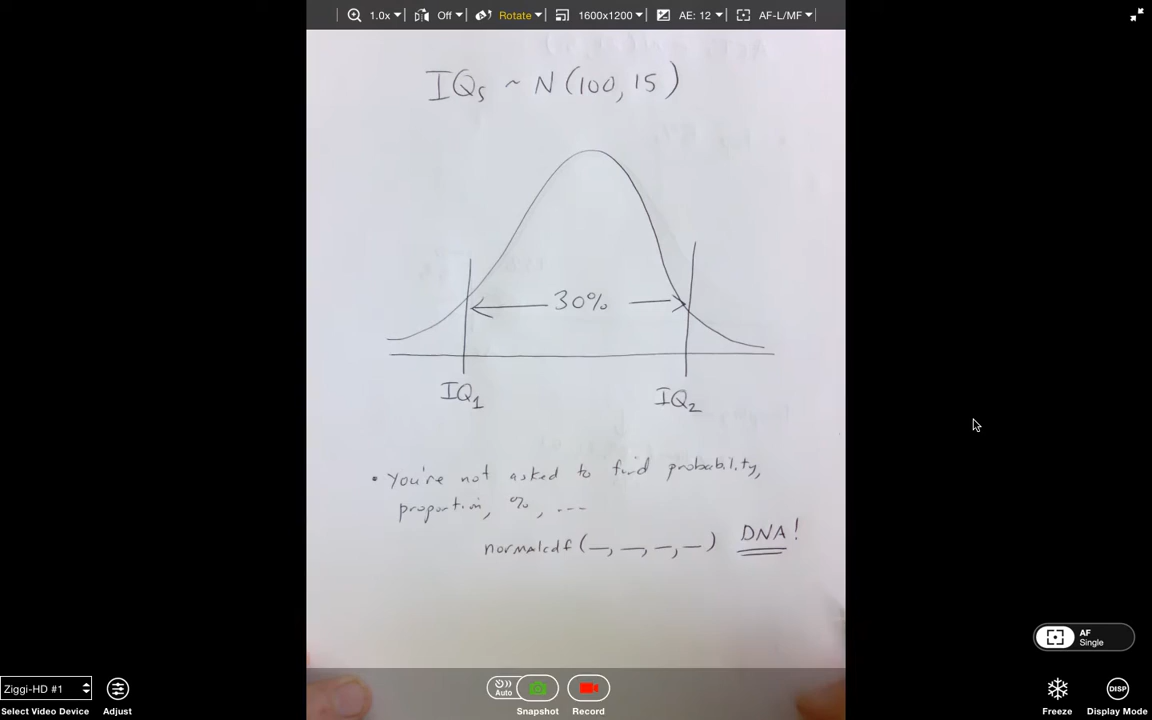 1.0x
Off
Rotate
1600x1200
AE: 12
AF-L/MF
IQs ~ N(100, 15)
30%
IQ1
IQ2
• You're not asked to find probability,
proportion, %, ...
normalcdf(—, —, —, —) DNA!
AF
Single
Ziggi-HD #1
Auto
DISP
Select Video Device
Adjust
Snapshot
Record
Freeze
Display Mode